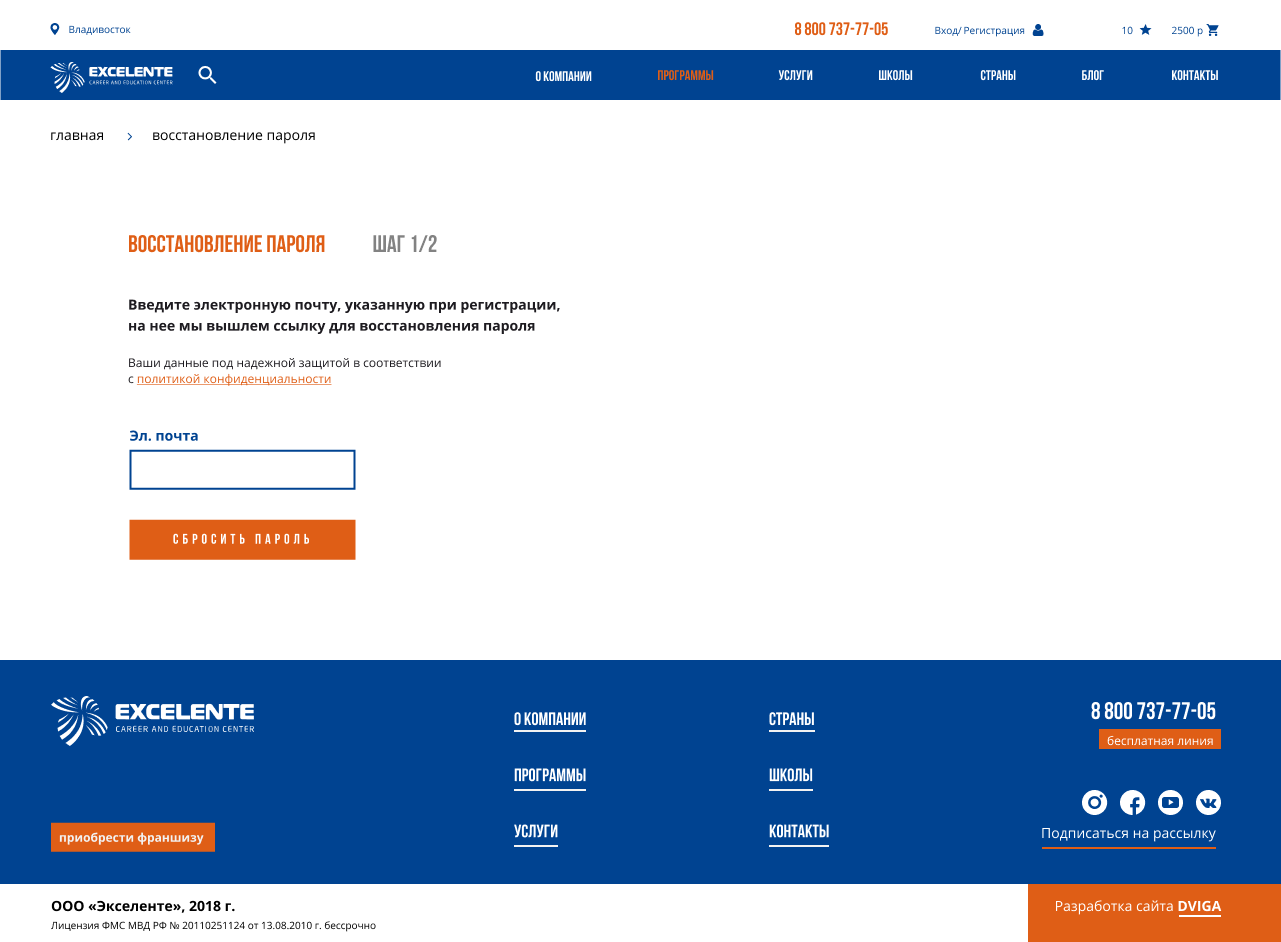 Владивосток
8 800 737-77-05
Вход/ Регистрация
10
2500 р
EXCELENTE
CAREER AND EDUCATION CENTER
О КОМПАНИИ
ПРОГРАММЫ
УСЛУГИ
ШКОЛЫ
СТРАНЫ
БЛОГ
КОНТАКТЫ
главная
восстановление пароля
ВОССТАНОВЛЕНИЕ ПАРОЛЯ
ШАГ 1/2
Введите электронную почту, указанную при регистрации,
на нее мы вышлем ссылку для восстановления пароля
Ваши данные под надежной защитой в соответствии
с политикой конфиденциальности
Эл. почта
СБРОСИТЬ ПАРОЛЬ
EXCELENTE
CAREER AND EDUCATION CENTER
приобрести франшизу
О КОМПАНИИ
ПРОГРАММЫ
УСЛУГИ
СТРАНЫ
ШКОЛЫ
КОНТАКТЫ
8 800 737-77-05
бесплатная линия
Подписаться на рассылку
ООО «Экселенте», 2018 г.
Лицензия ФМС МВД РФ № 20110251124 от 13.08.2010 г. бессрочно
Разработка сайта DVIGA